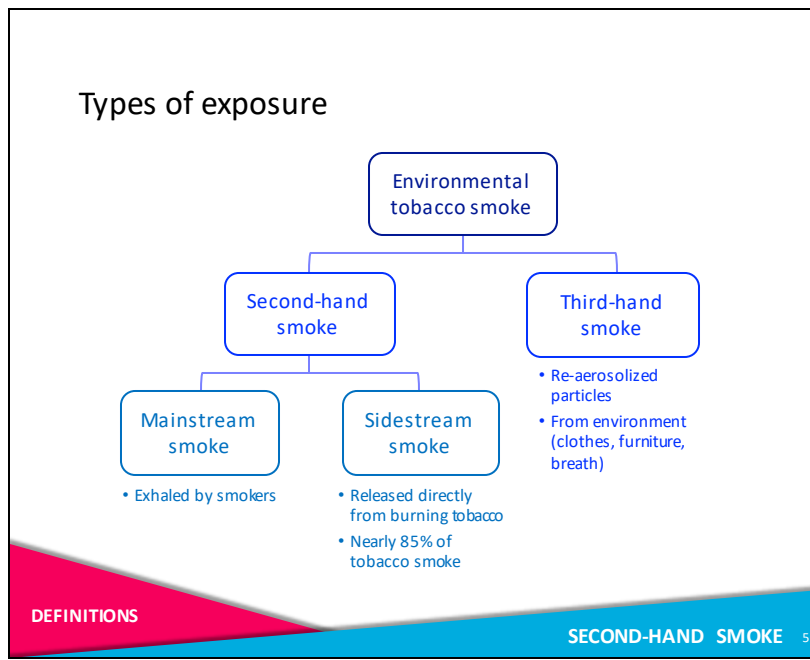 Types of exposure
Environmental
tobacco smoke
Second-hand
smoke
Third-hand
smoke
• Re-aerosolized
particles
• From environment
(clothes, furniture,
breath)
Mainstream
smoke
• Exhaled by smokers
Sidestream
smoke
• Released directly
from burning tobacco
• Nearly 85% of
tobacco smoke
DEFINITIONS
SECOND-HAND SMOKE 5